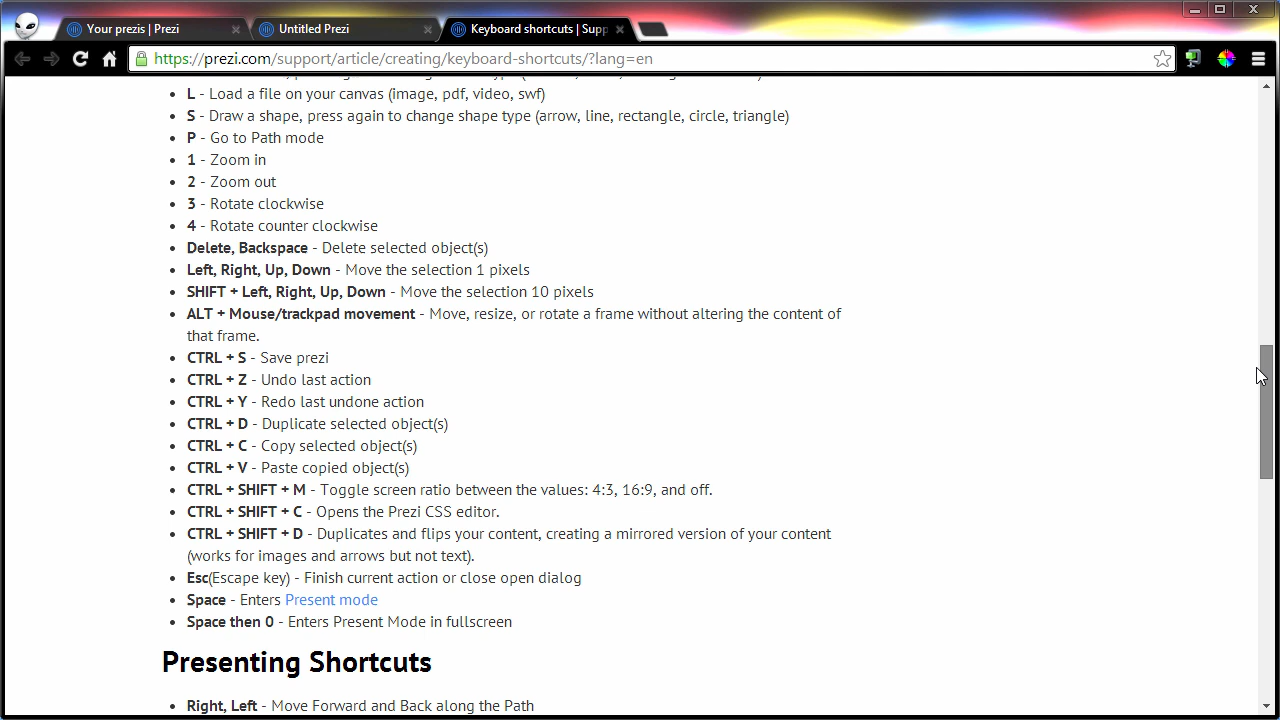 Your prezis | Prezi
Untitled Prezi
Keyboard shortcuts | Supp
https://prezi.com/support/article/creating/keyboard-shortcuts/?lang=en
L - Load a file on your canvas (image, pdf, video, swf)
S - Draw a shape, press again to change shape type (arrow, line, rectangle, circle, triangle)
P - Go to Path mode
1 - Zoom in
2 - Zoom out
3 - Rotate clockwise
4 - Rotate counter clockwise
Delete, Backspace - Delete selected object(s)
Left, Right, Up, Down - Move the selection 1 pixels
SHIFT + Left, Right, Up, Down - Move the selection 10 pixels
ALT + Mouse/trackpad movement - Move, resize, or rotate a frame without altering the content of
that frame.
CTRL + S - Save prezi
CTRL + Z - Undo last action
CTRL + Y - Redo last undone action
CTRL + D - Duplicate selected object(s)
CTRL + C - Copy selected object(s)
CTRL + V - Paste copied object(s)
CTRL + SHIFT + M - Toggle screen ratio between the values: 4:3, 16:9, and off.
CTRL + SHIFT + C - Opens the Prezi CSS editor.
CTRL + SHIFT + D - Duplicates and flips your content, creating a mirrored version of your content
(works for images and arrows but not text).
Esc(Escape key) - Finish current action or close open dialog
Space - Enters Present mode
Space then 0 - Enters Present Mode in fullscreen
Presenting Shortcuts
Right, Left - Move Forward and Back along the Path